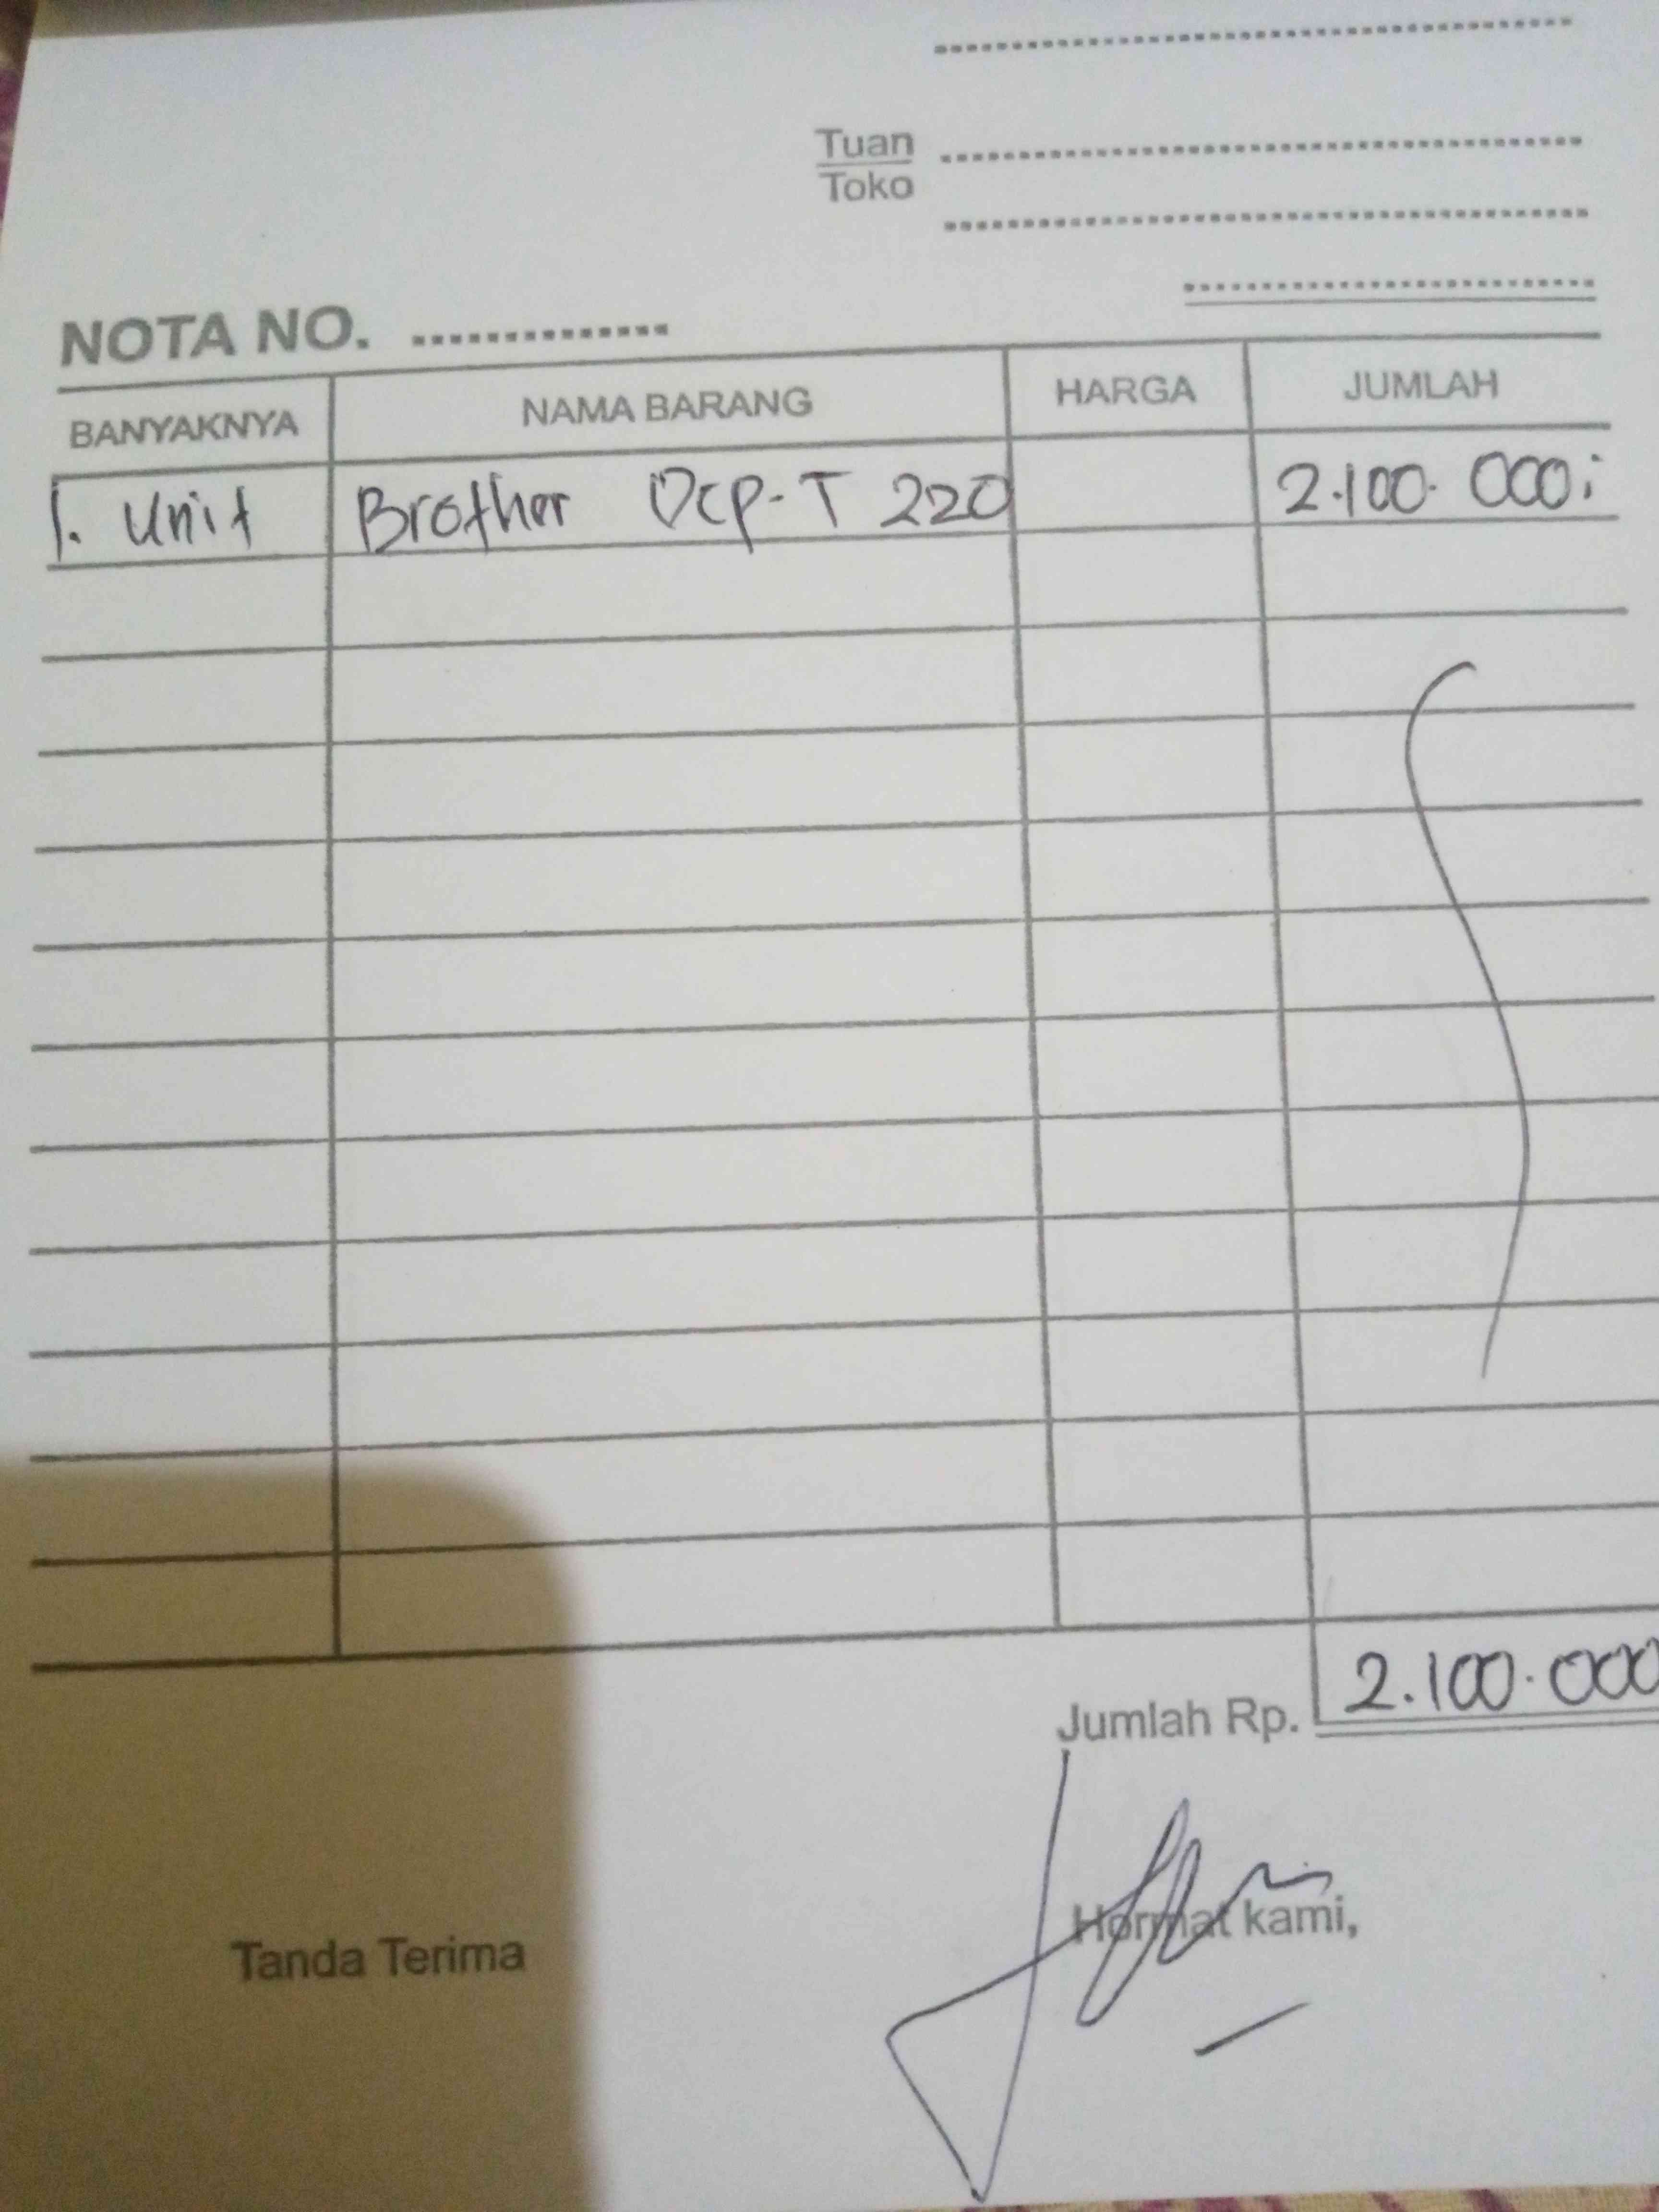 Tuan
Toko
NOTA NO.
BANYAKNYA NAMA BARANG HARGA JUMLAH
1. Unit Brother Dcp-T 220 2.100.000;
Jumlah Rp. 2.100.000
Tanda Terima Hormat kami,